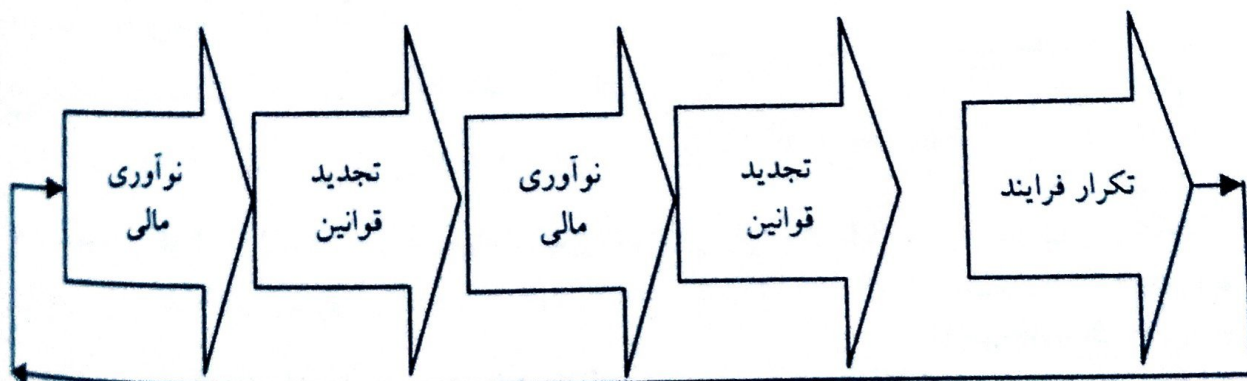 نوآوری
مالی
تجدید
قوانین
نوآوری
مالی
تجدید
قوانین
تکرار فرایند